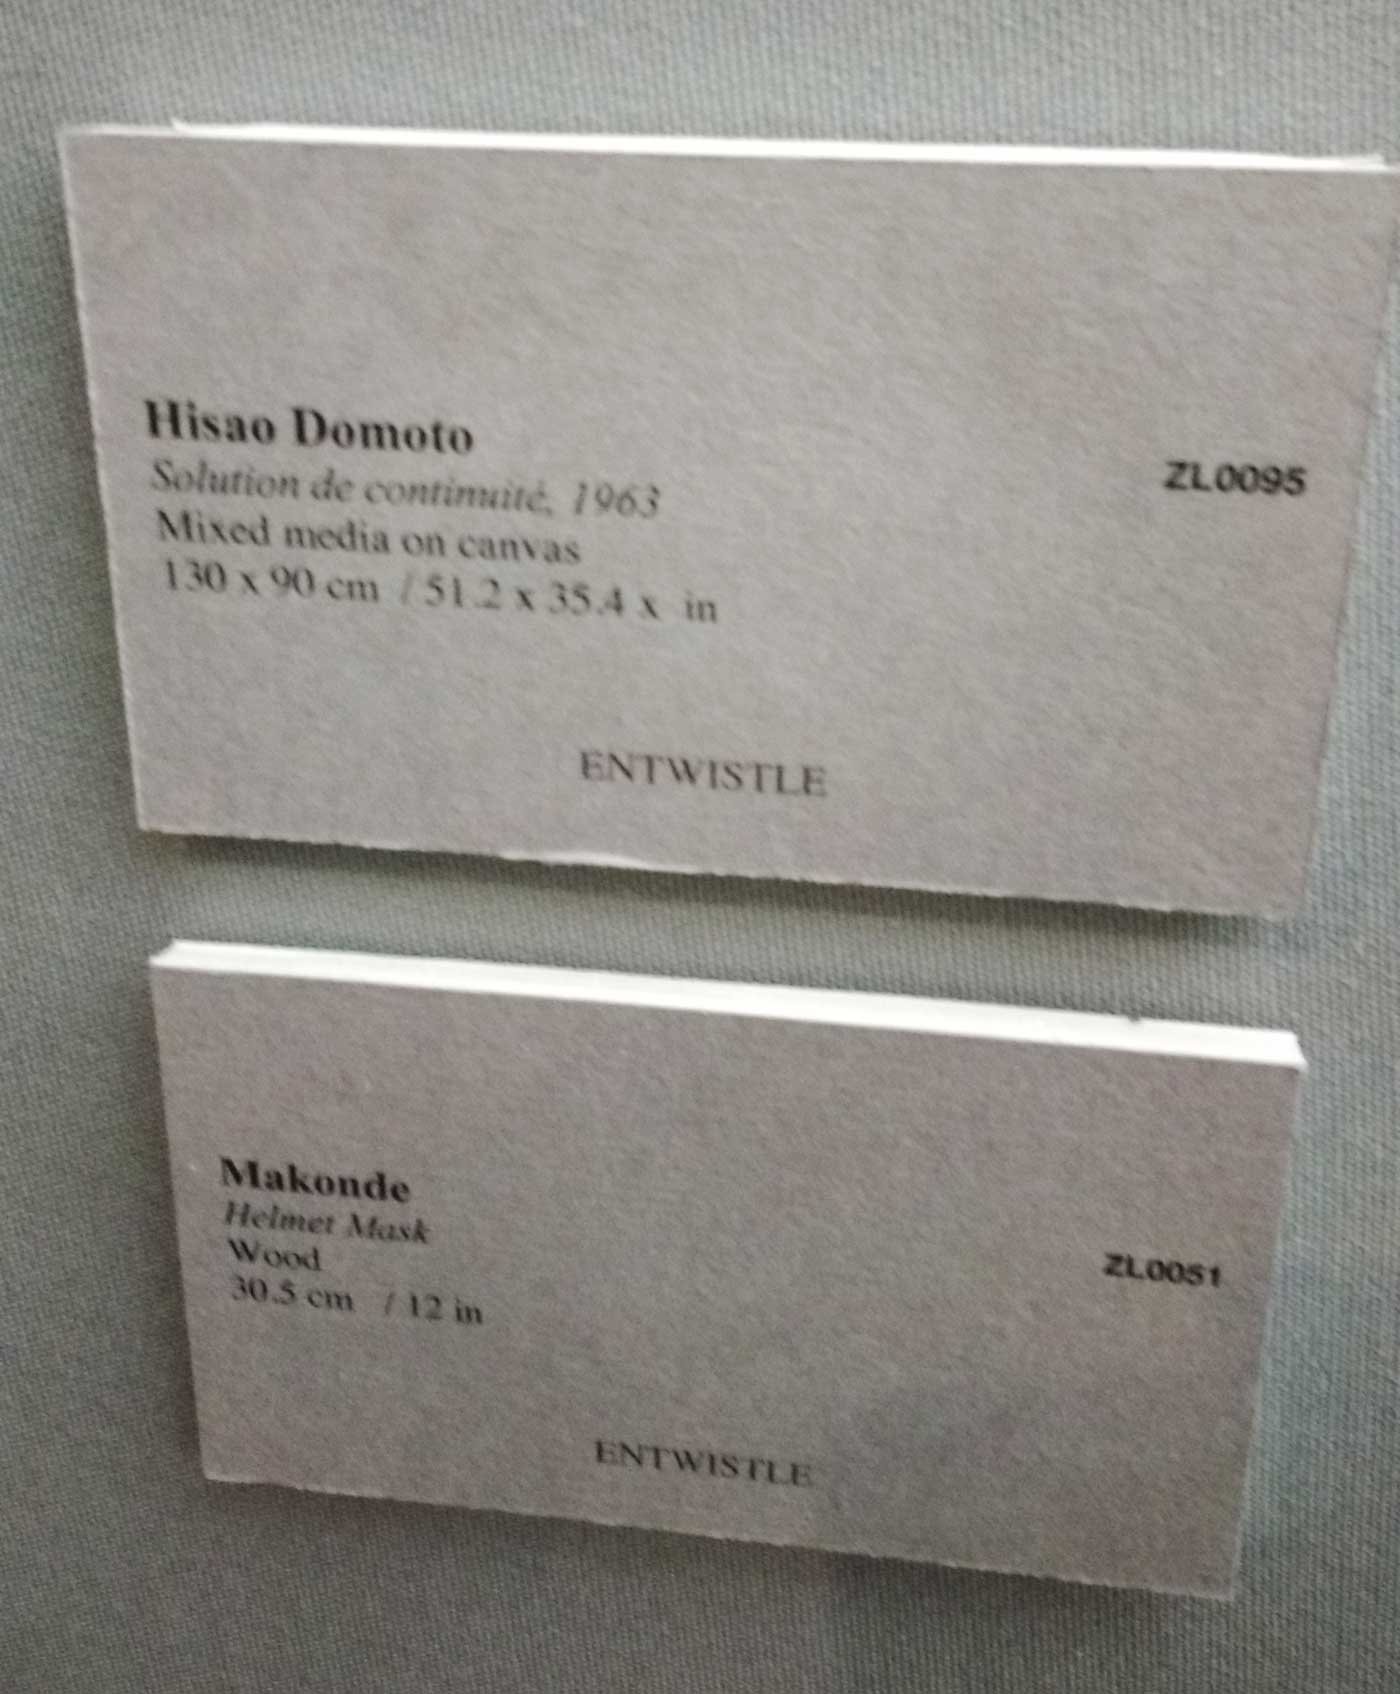 Hisao Domoto
Solution de continuité, 1963
ZL0095
Mixed media on canvas
130 x 90 cm / 51.2 x 35.4 x in
ENTWISTLE
Makonde
Helmet Mask
Wood
ZL0051
30.5 cm / 12 in
ENTWISTLE